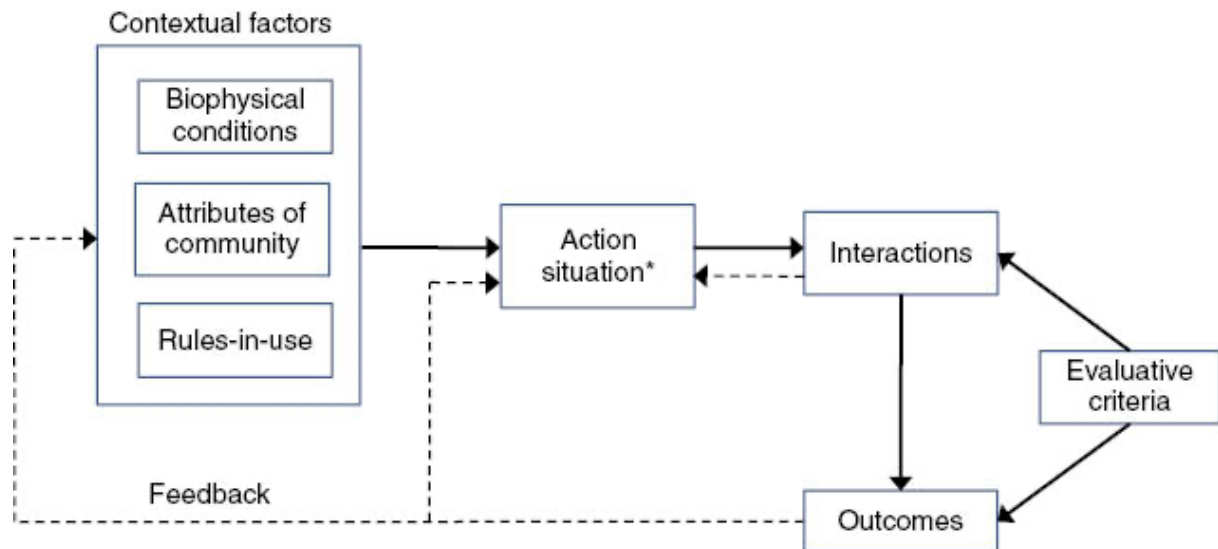 Contextual factors
Biophysical
conditions
Attributes of
community
Rules-in-use
Action
situation*
Interactions
Evaluative
criteria
Feedback
Outcomes